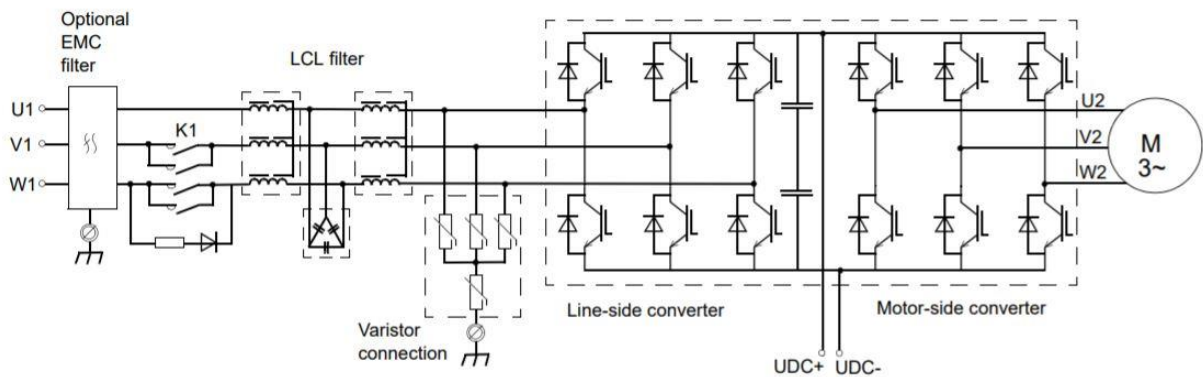 Optional
EMC
filter
LCL filter
U1
V1
W1
K1
Varistor
connection
Line-side converter
Motor-side converter
UDC+ UDC-
U2
V2
W2
M
3~